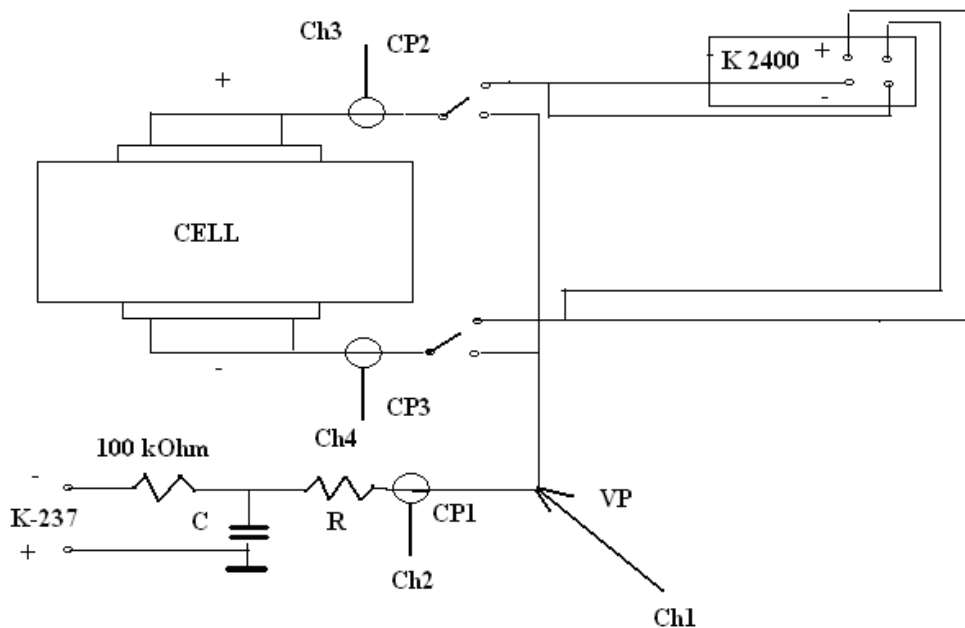 Ch3
CP2
+
K 2400
+
-
CELL
-
CP3
Ch4
100 kOhm
-
K-237
+
C
R
CP1
VP
Ch2
Ch1